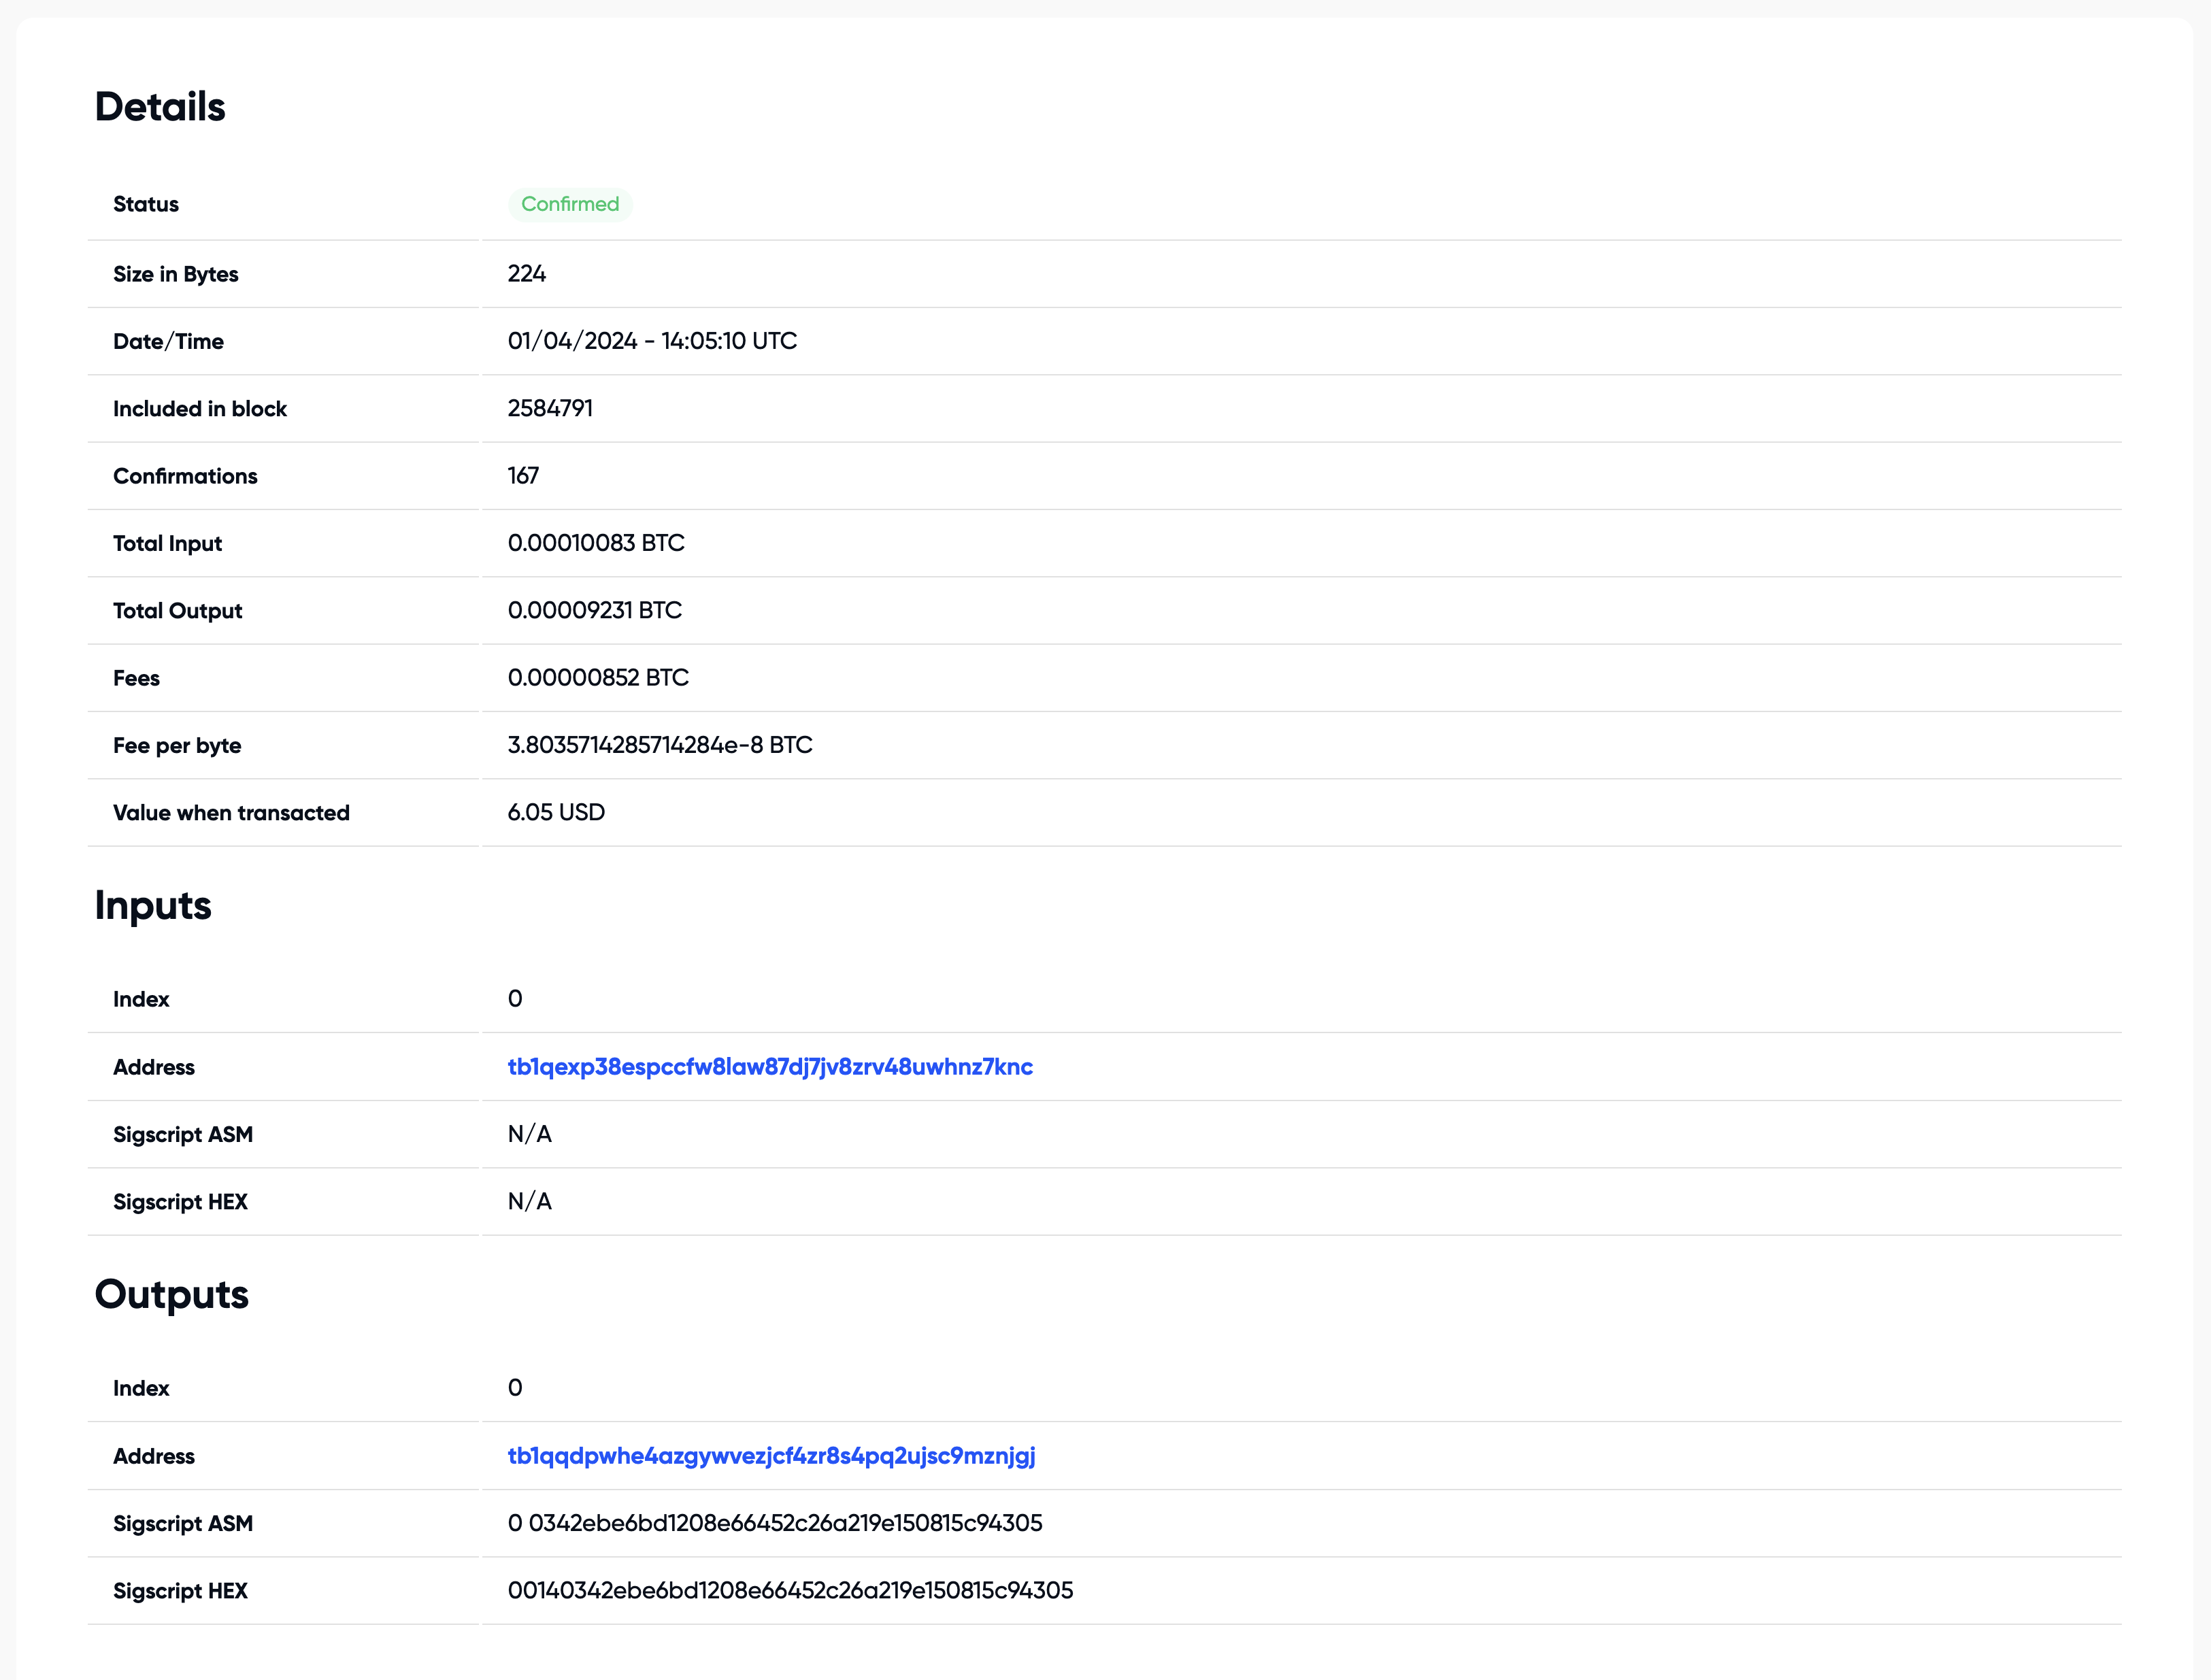 Details
Status Confirmed
Size in Bytes 224
Date/Time 01/04/2024 - 14:05:10 UTC
Included in block 2584791
Confirmations 167
Total Input 0.00010083 BTC
Total Output 0.00009231 BTC
Fees 0.00000852 BTC
Fee per byte 3.8035714285714284e-8 BTC
Value when transacted 6.05 USD
Inputs
Index 0
Address tb1qexp38espccfw8law87dj7jv8zrv48uwhnz7knc
Sigscript ASM N/A
Sigscript HEX N/A
Outputs
Index 0
Address tb1qqdpwhe4azgywvezjcf4zr8s4pq2ujsc9mznjgj
Sigscript ASM 0 0342ebe6bd1208e66452c26a219e150815c94305
Sigscript HEX 00140342ebe6bd1208e66452c26a219e150815c94305